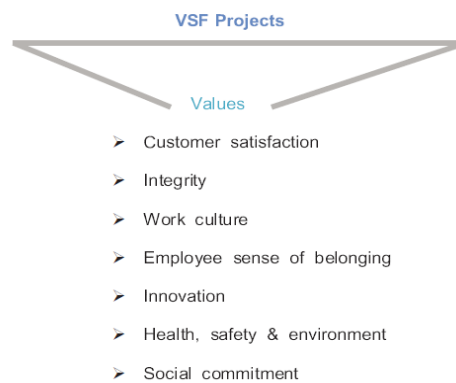 VSF Projects
Values
➢ Customer satisfaction
➢ Integrity
➢ Work culture
➢ Employee sense of belonging
➢ Innovation
➢ Health, safety & environment
➢ Social commitment